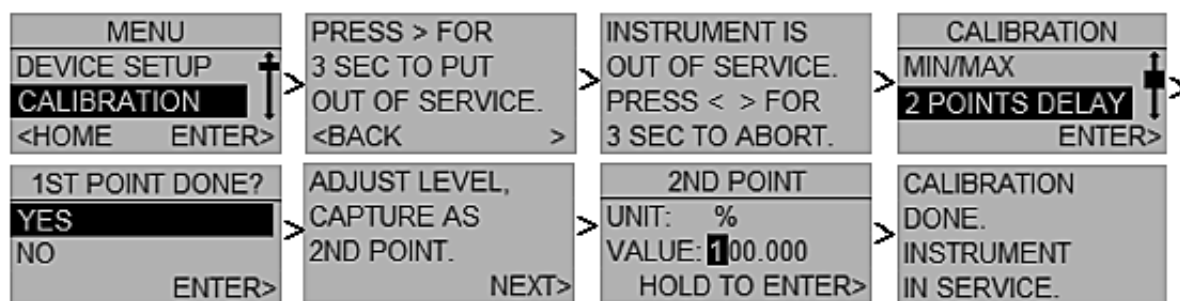 MENU
DEVICE SETUP
CALIBRATION
<HOME ENTER>
>
PRESS > FOR
3 SEC TO PUT
OUT OF SERVICE.
<BACK >
>
INSTRUMENT IS
OUT OF SERVICE.
PRESS < > FOR
3 SEC TO ABORT.
>
CALIBRATION
MIN/MAX
2 POINTS DELAY
ENTER>
>
1ST POINT DONE?
YES
NO
ENTER>
>
ADJUST LEVEL,
CAPTURE AS
2ND POINT.
NEXT>
>
2ND POINT
UNIT: %
VALUE: 100.000
HOLD TO ENTER>
>
CALIBRATION
DONE.
INSTRUMENT
IN SERVICE.